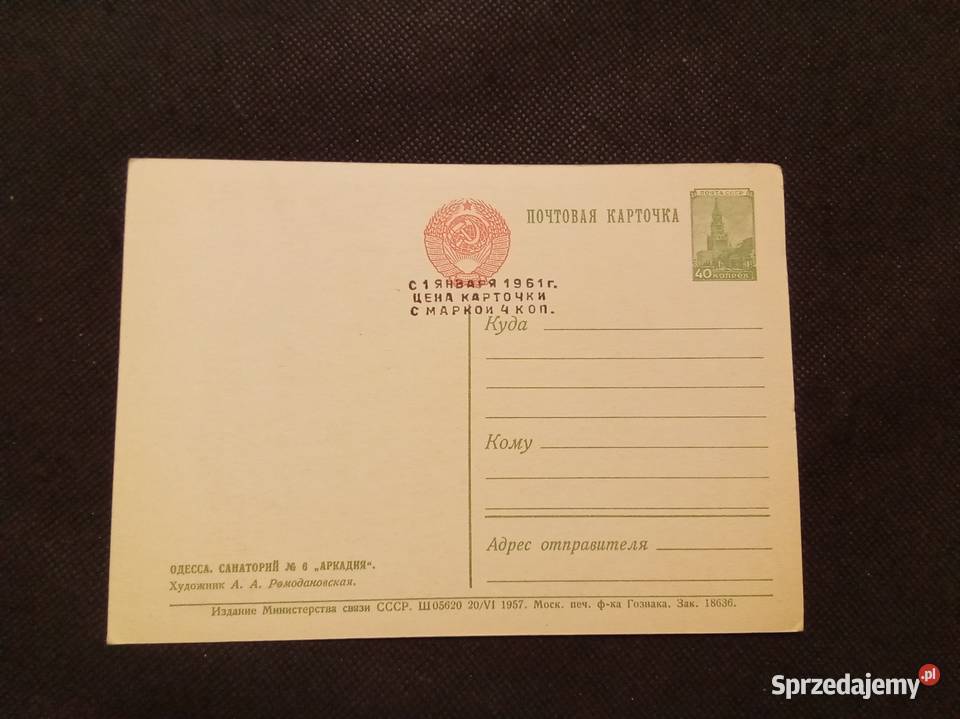 ПОЧТОВАЯ КАРТОЧКА
ПОЧТА СССР
40 КОПЕЕК
С 1 ЯНВАРЯ 1961 г.
ЦЕНА КАРТОЧКИ
С МАРКОЙ 4 КОП.
Куда
Кому
Адрес отправителя
ОДЕССА. САНАТОРИЙ № 6 „АРКАДИЯ“.
Художник А. А. Ромодановская.
Издание Министерства связи СССР. Ш 05620 20/VI 1957. Моск. печ. ф-ка Гознака. Зак. 18636.
Sprzedajemy.pl